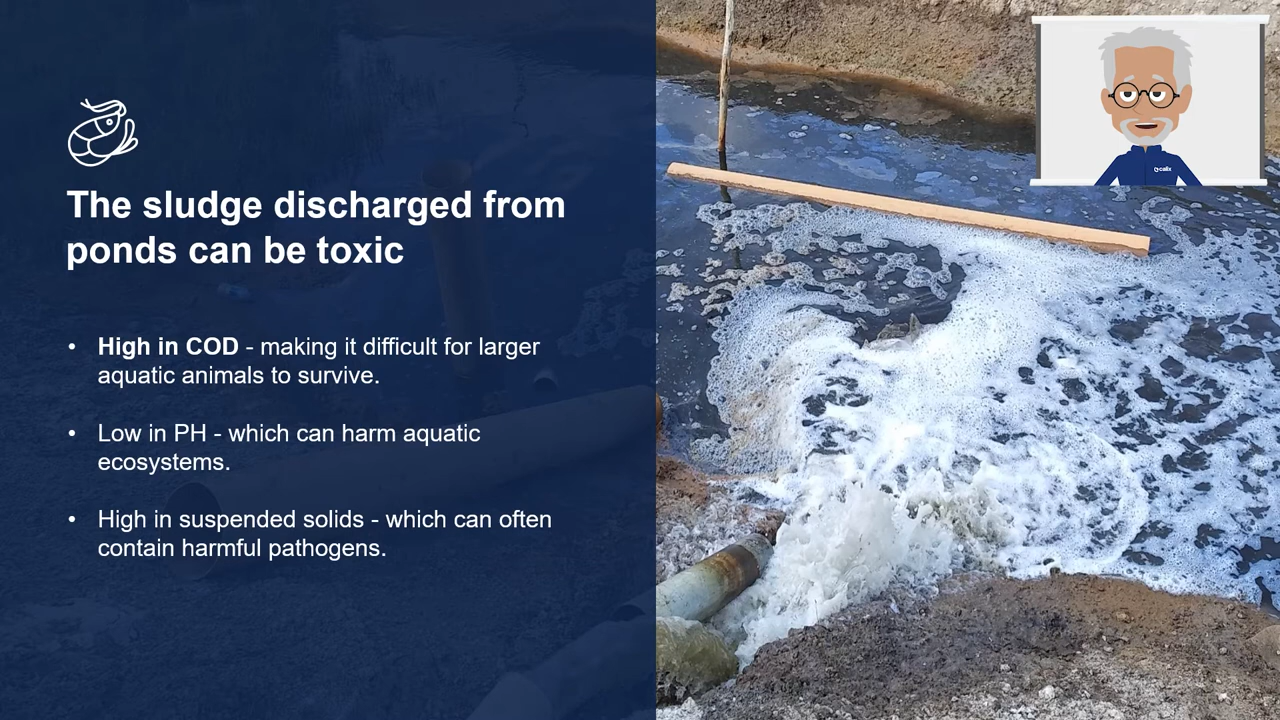 The sludge discharged from
ponds can be toxic
• High in COD - making it difficult for larger
aquatic animals to survive.
• Low in PH - which can harm aquatic
ecosystems.
• High in suspended solids - which can often
contain harmful pathogens.
calix